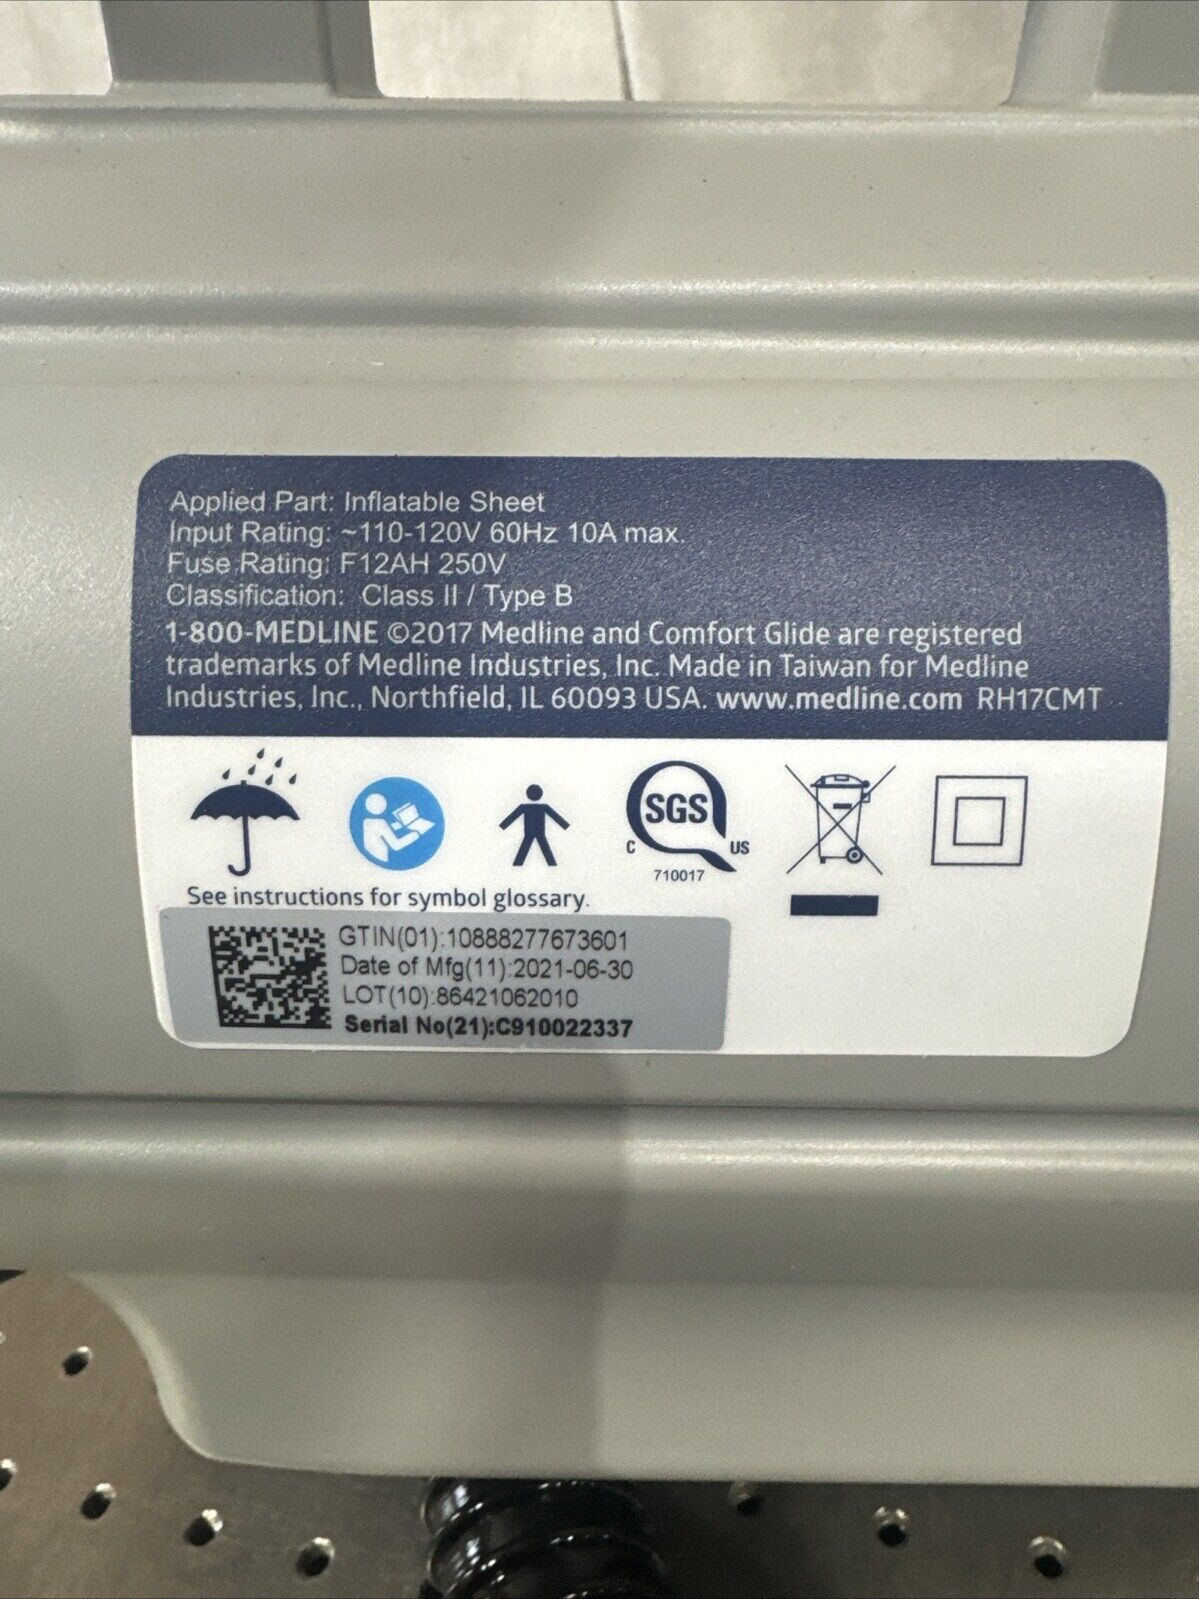 Applied Part: Inflatable Sheet
Input Rating: ~110-120V 60Hz 10A max.
Fuse Rating: F12AH 250V
Classification: Class II / Type B
1-800-MEDLINE ©2017 Medline and Comfort Glide are registered
trademarks of Medline Industries, Inc. Made in Taiwan for Medline
Industries, Inc., Northfield, IL 60093 USA. www.medline.com RH17CMT
SGS
C US
710017
See instructions for symbol glossary.
GTIN(01):10888277673601
Date of Mfg(11):2021-06-30
LOT(10):86421062010
Serial No(21):C910022337